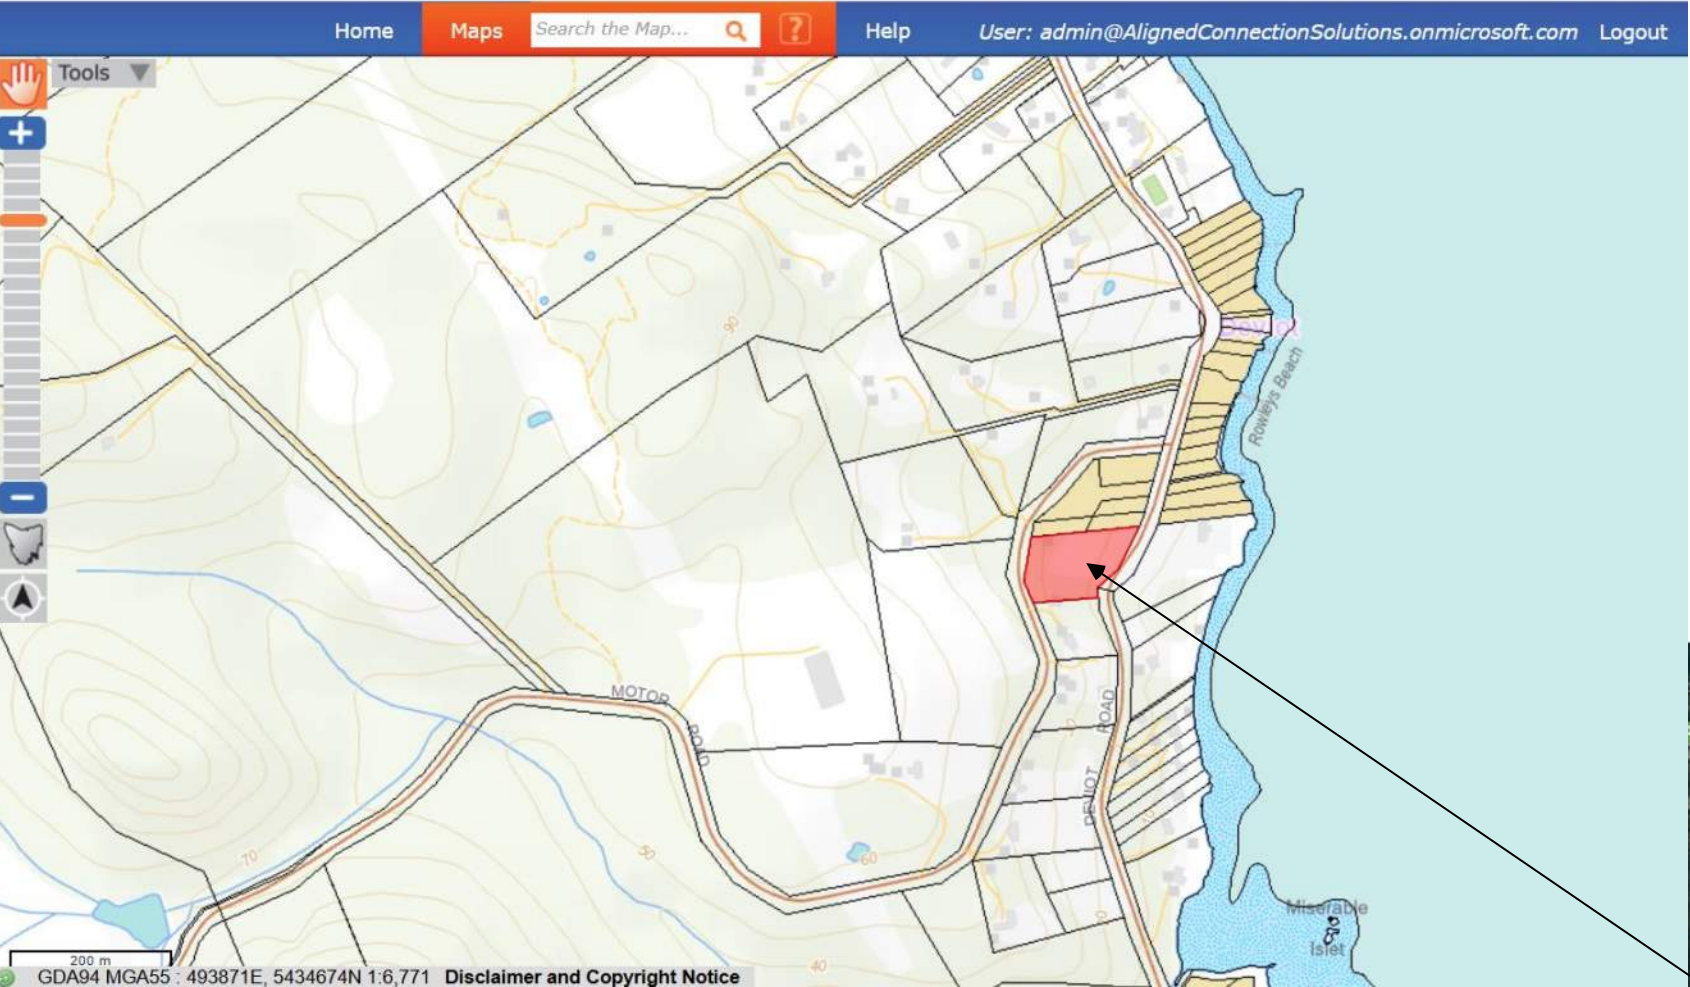 Home
Maps
Search the Map...
?
Help
User: admin@AlignedConnectionSolutions.onmicrosoft.com
Logout
Tools
90
Deviot
Rowleys Beach
MOTOR
ROAD
ROAD
DEVIOT
70
50
60
40
Miserable
Islet
200 m
GDA94 MGA55 : 493871E, 5434674N 1:6,771 Disclaimer and Copyright Notice